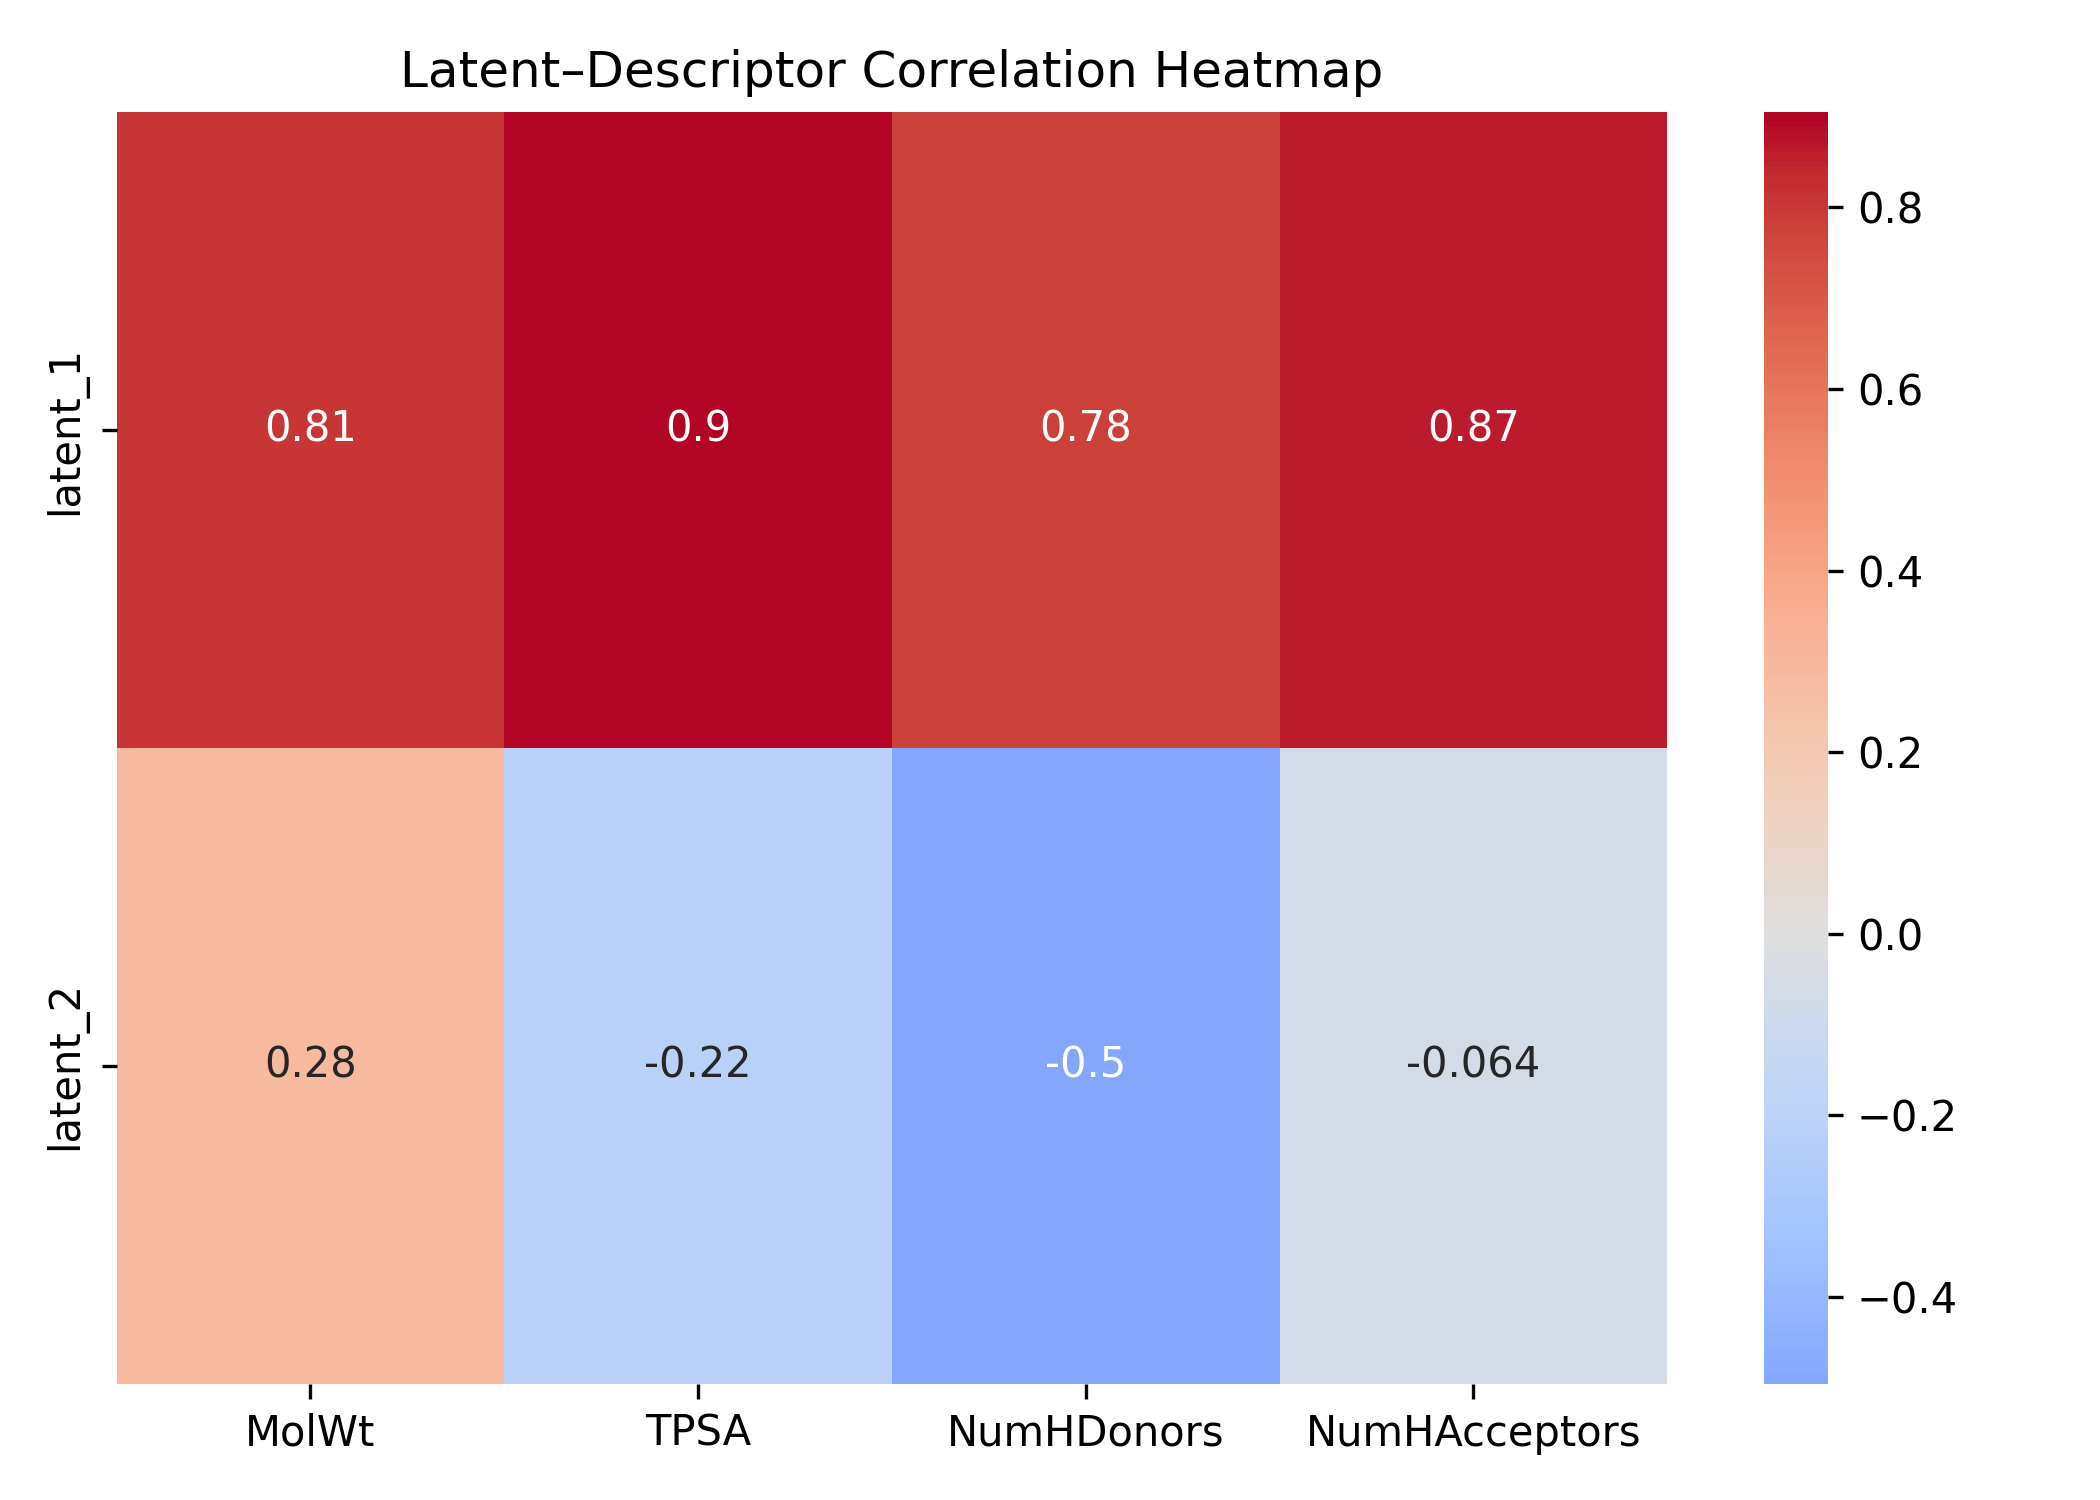 Latent–Descriptor Correlation Heatmap
latent_1
0.81 0.9 0.78 0.87
latent_2
0.28 -0.22 -0.5 -0.064
MolWt TPSA NumHDonors NumHAcceptors
0.8
0.6
0.4
0.2
0.0
−0.2
−0.4